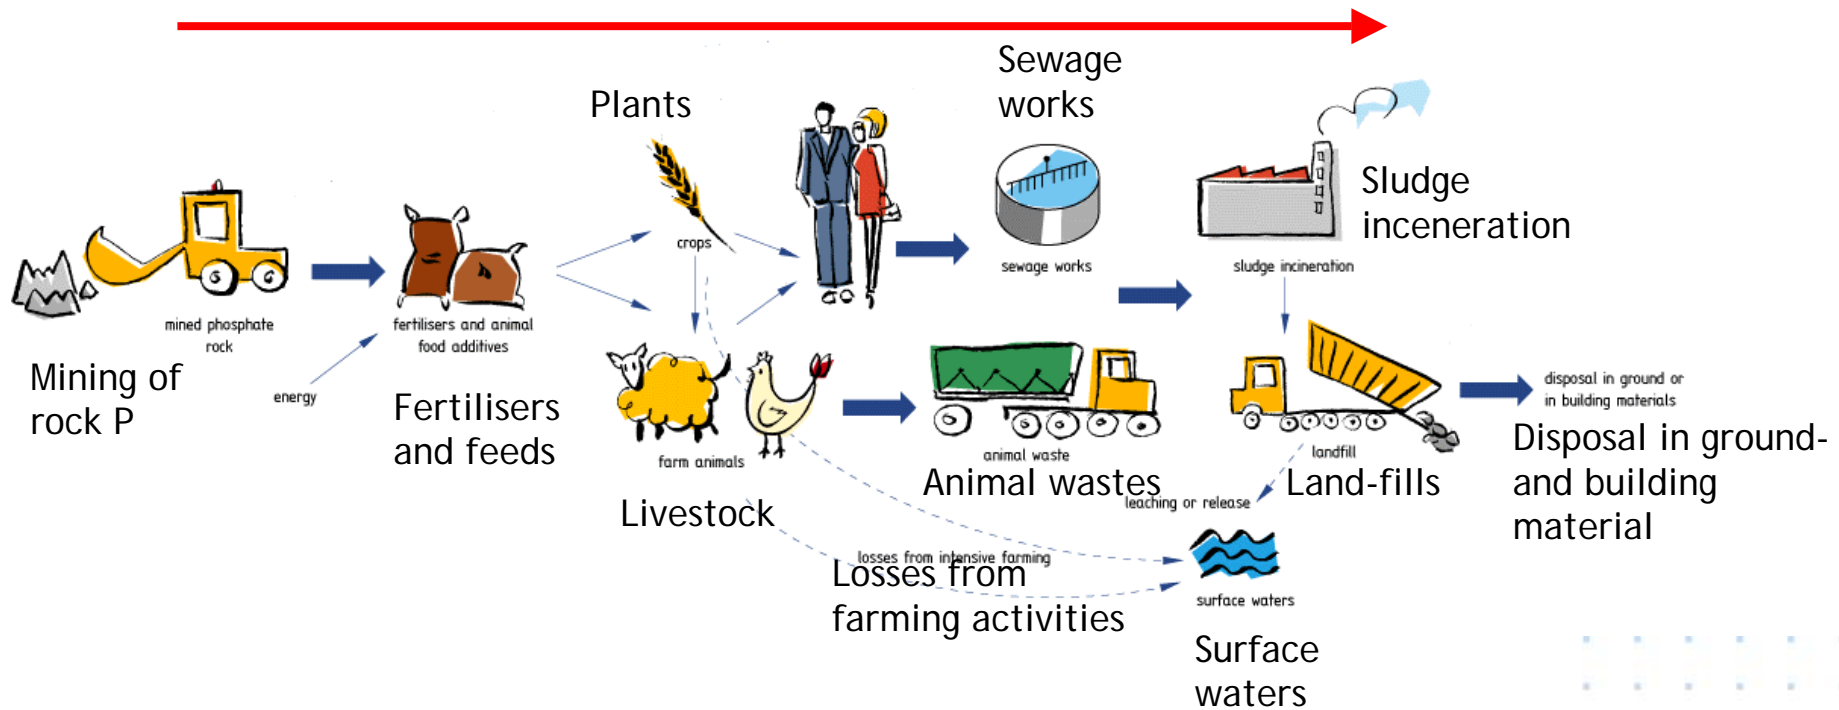 Sewage
works
Plants
Sludge
inceneration
crops
sewage works
sludge incineration
mined phosphate
rock
fertilisers and animal
food additives
Mining of
rock P
energy
Fertilisers
and feeds
farm animals
Livestock
animal waste
Animal wastes
landfill
Land-fills
disposal in ground or
in building materials
Disposal in ground-
and building
material
leaching or release
losses from intensive farming
Losses from
farming activities
surface waters
Surface
waters